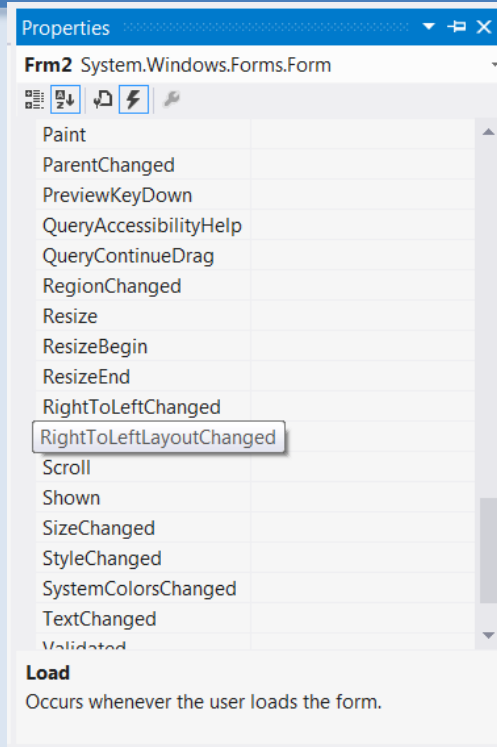 Properties
Frm2 System.Windows.Forms.Form
Paint
ParentChanged
PreviewKeyDown
QueryAccessibilityHelp
QueryContinueDrag
RegionChanged
Resize
ResizeBegin
ResizeEnd
RightToLeftChanged
RightToLeftLayoutChanged
Scroll
Shown
SizeChanged
StyleChanged
SystemColorsChanged
TextChanged
Validated
Load
Occurs whenever the user loads the form.